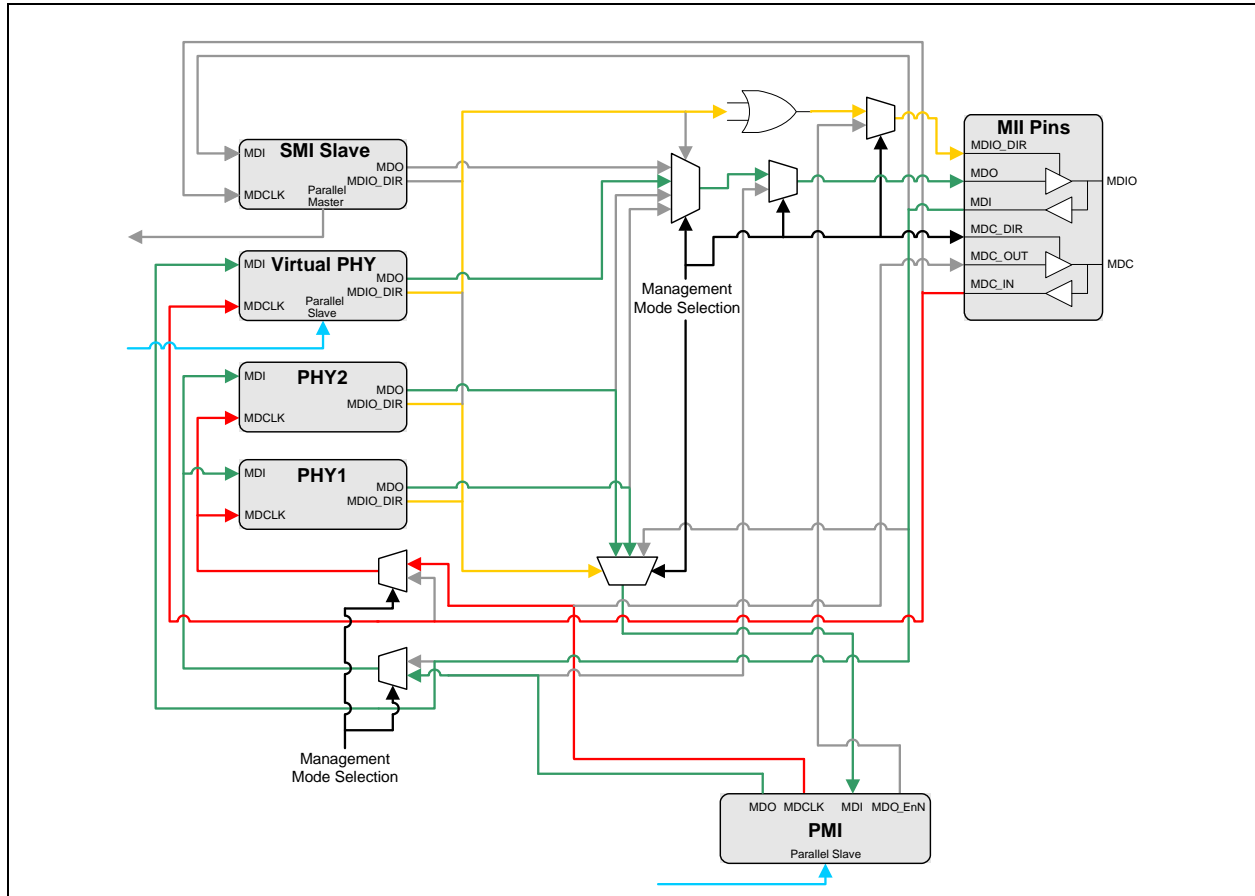 MII Pins
MDIO_DIR
MDO
MDIO
MDI
MDC_DIR
MDC_OUT
MDC
MDC_IN
SMI Slave
MDI
MDO
MDIO_DIR
MDCLK
Parallel
Master
Virtual PHY
MDI
MDO
MDIO_DIR
MDCLK
Parallel
Slave
Management
Mode Selection
PHY2
MDI
MDO
MDIO_DIR
MDCLK
PHY1
MDI
MDO
MDIO_DIR
MDCLK
Management
Mode Selection
MDO MDCLK MDI MDO_EnN
PMI
Parallel Slave